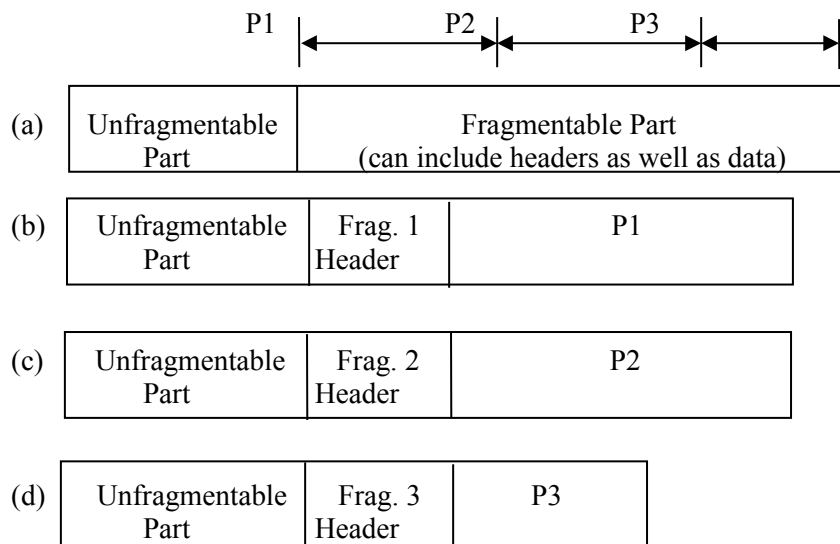 P1 P2 P3
(a) Unfragmentable Fragmentable Part
Part (can include headers as well as data)
(b) Unfragmentable Frag. 1 P1
Part Header
(c) Unfragmentable Frag. 2 P2
Part Header
(d) Unfragmentable Frag. 3 P3
Part Header